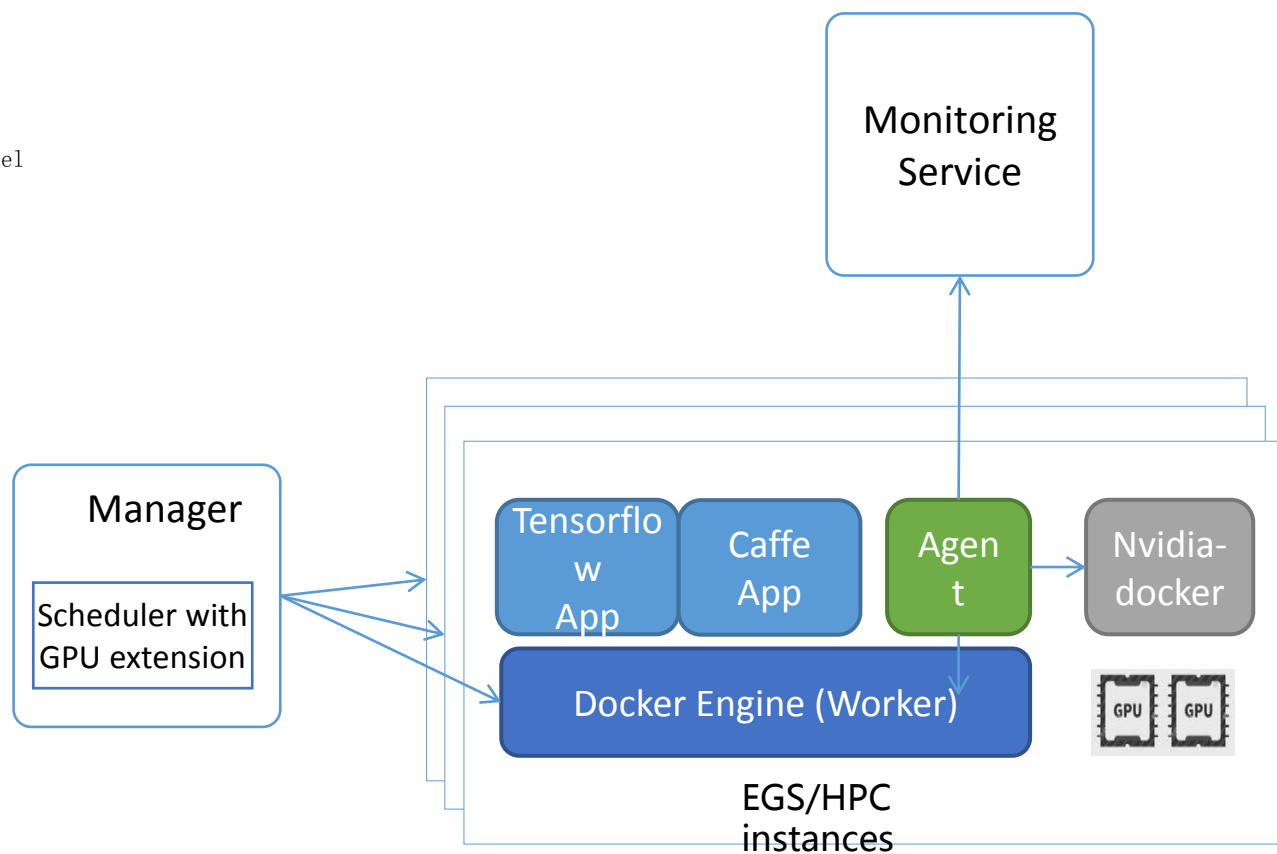 el
Monitoring
Service
Manager
Scheduler with
GPU extension
Tensorflo
w
App
Caffe
App
Agen
t
Nvidia-
docker
Docker Engine (Worker)
GPU
GPU
EGS/HPC
instances